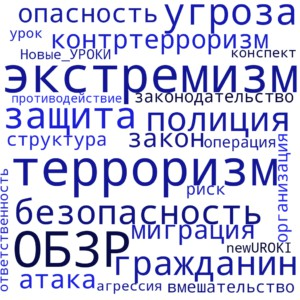 опасность угроза
урок контртерроризм
Новые_УРОКИ конспект
экстремизм
противодействие законодательство
защита полиция
структура закон операция
терроризм
ответственность
организация
риск
безопасность
миграция
ОБЗР newUROKI
гражданин
атака агрессия вмешательство